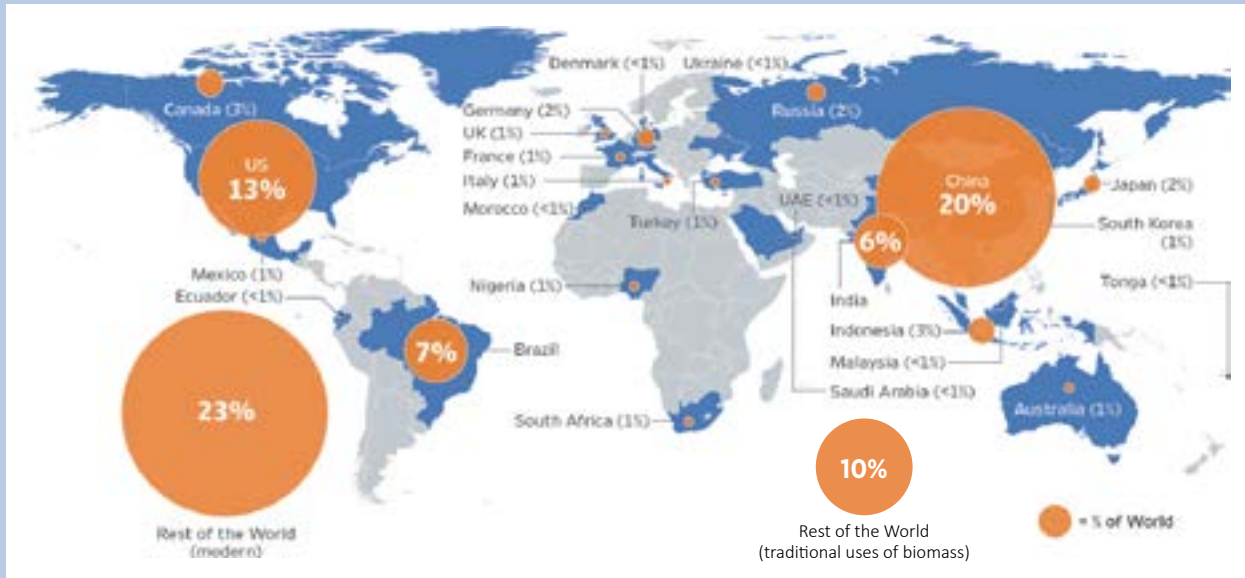 Denmark (<1%)
Ukraine (<1%)
Canada (3%)
Germany (2%)
Russia (2%)
UK (1%)
US
13%
France (1%)
China
20%
Italy (1%)
Japan (2%)
Morocco (<1%)
Turkey (1%)
UAE (<1%)
South Korea
(1%)
6%
Mexico (1%)
Ecuador (<1%)
Nigeria (1%)
India
Tonga (<1%)
Indonesia (3%)
7%
Brazil
Malaysia (<1%)
Saudi Arabia (<1%)
23%
South Africa (1%)
Australia (1%)
10%
Rest of the World
(modern)
Rest of the World
(traditional uses of biomass)
= % of World